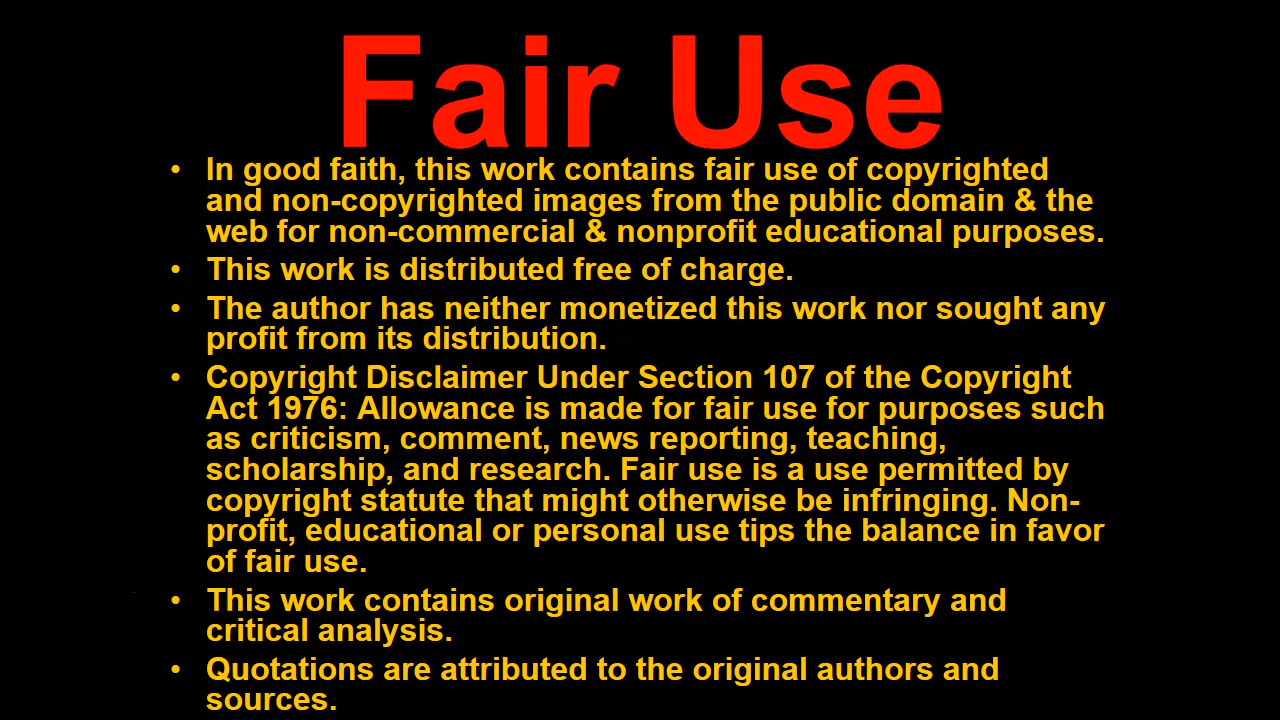 Fair Use
• In good faith, this work contains fair use of copyrighted
and non-copyrighted images from the public domain & the
web for non-commercial & nonprofit educational purposes.
• This work is distributed free of charge.
• The author has neither monetized this work nor sought any
profit from its distribution.
• Copyright Disclaimer Under Section 107 of the Copyright
Act 1976: Allowance is made for fair use for purposes such
as criticism, comment, news reporting, teaching,
scholarship, and research. Fair use is a use permitted by
copyright statute that might otherwise be infringing. Non-
profit, educational or personal use tips the balance in favor
of fair use.
• This work contains original work of commentary and
critical analysis.
• Quotations are attributed to the original authors and
sources.